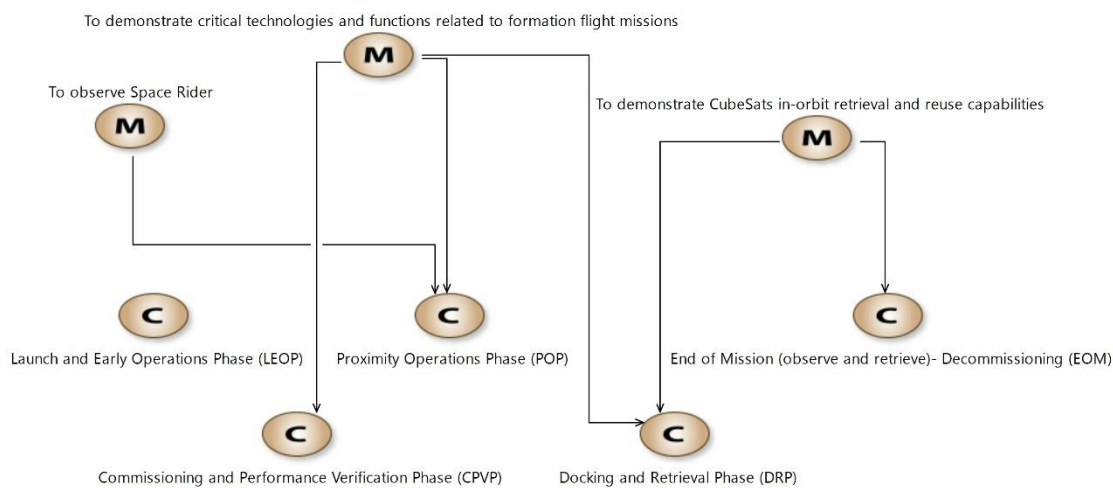 To demonstrate critical technologies and functions related to formation flight missions
M
To observe Space Rider
M
To demonstrate CubeSats in-orbit retrieval and reuse capabilities
M
C
Launch and Early Operations Phase (LEOP)
C
Proximity Operations Phase (POP)
C
End of Mission (observe and retrieve)- Decommissioning (EOM)
C
Commissioning and Performance Verification Phase (CPVP)
C
Docking and Retrieval Phase (DRP)